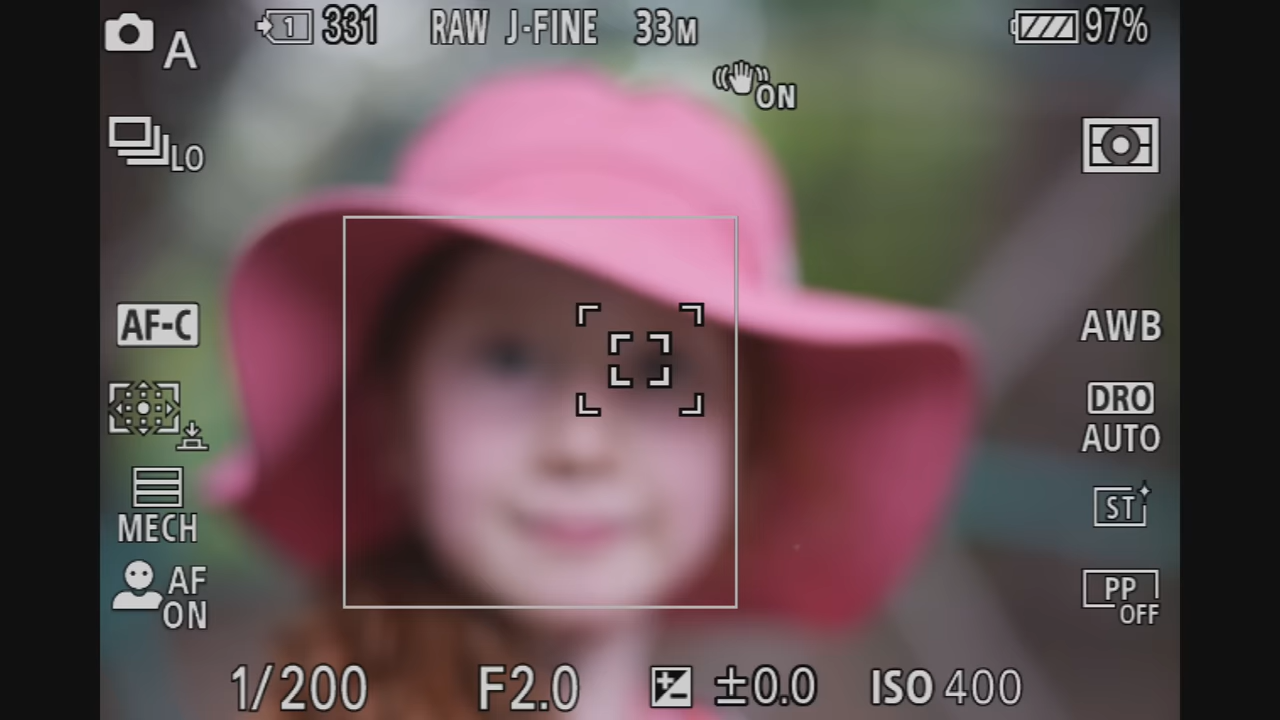 A
1 331
RAW J-FINE 33M
97%
ON
LO
AF-C
AWB
DRO
AUTO
MECH
ST
AF
ON
PP
OFF
1/200 F2.0 ±0.0 ISO 400